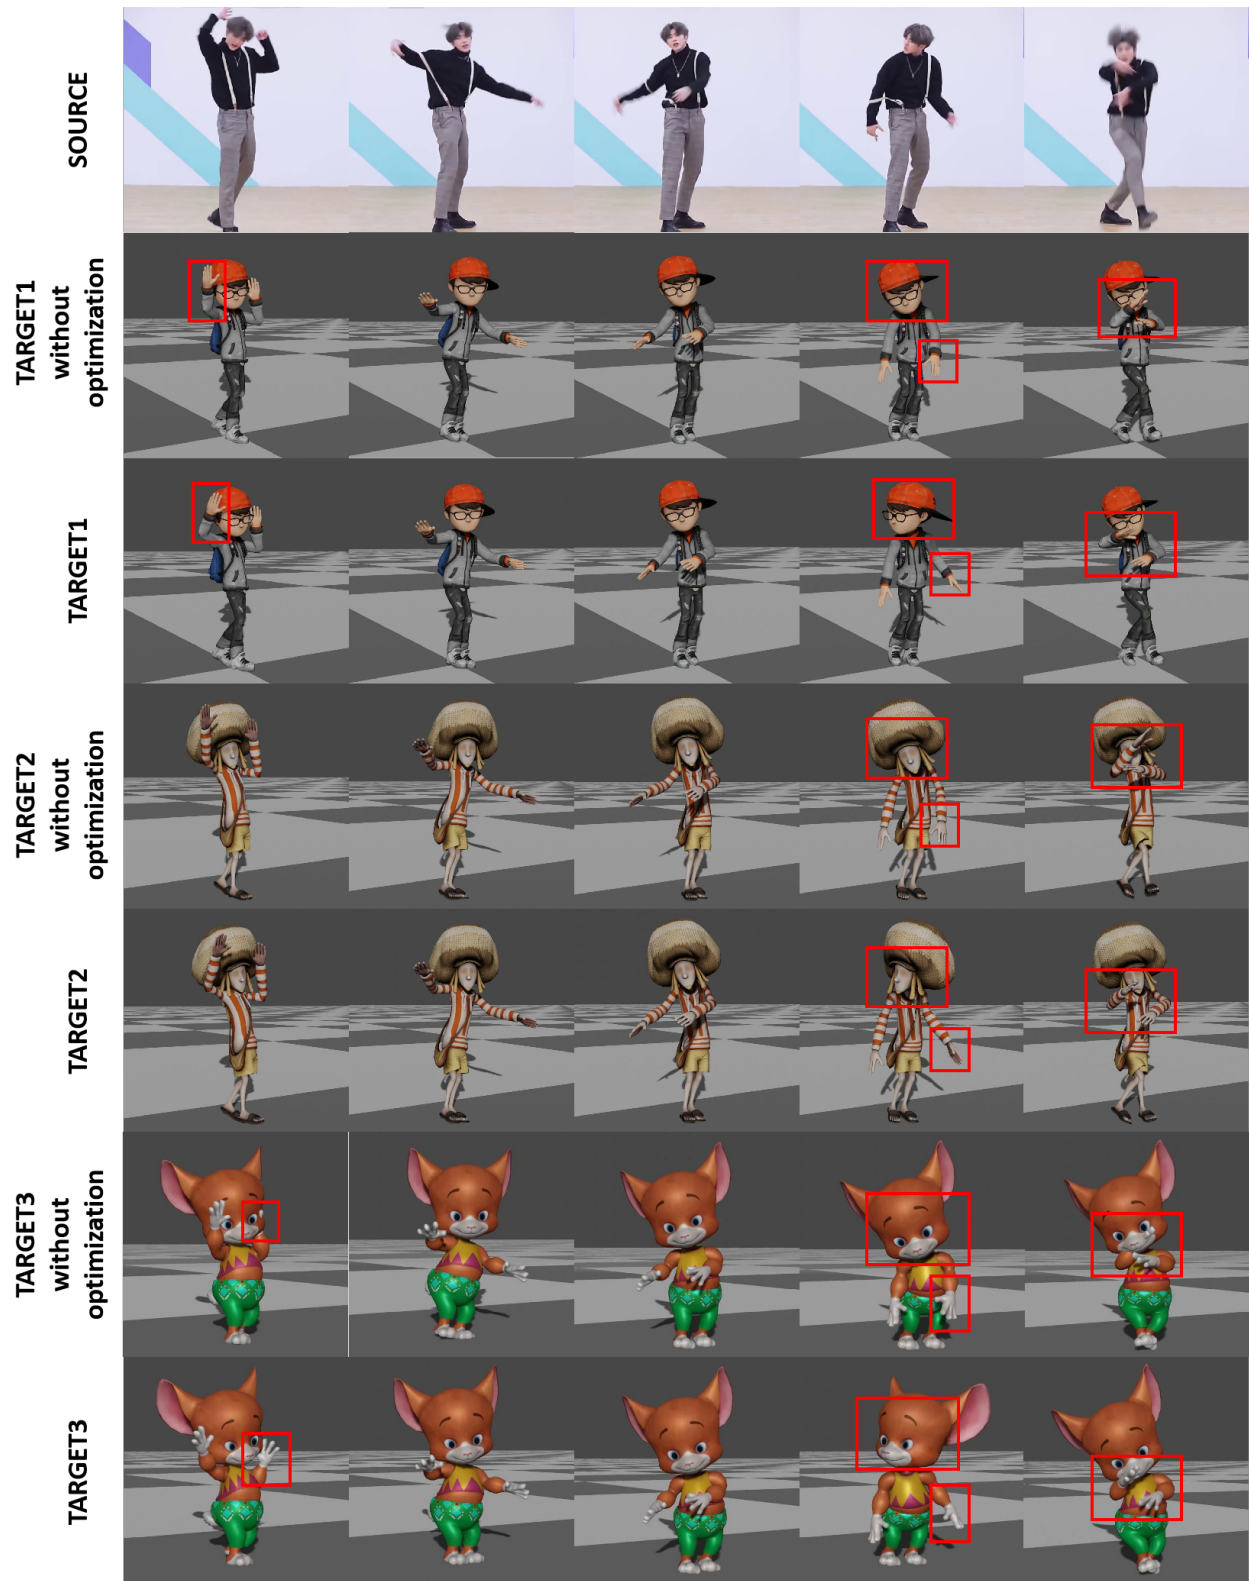 SOURCE
TARGET1
without
optimization
TARGET1
TARGET2
without
optimization
TARGET2
TARGET3
without
optimization
TARGET3